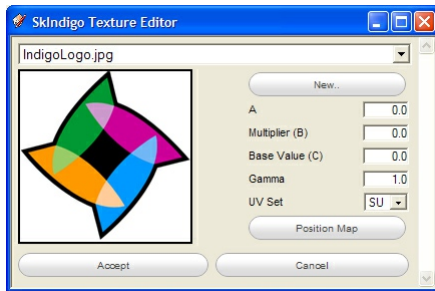 SkIndigo Texture Editor
IndigoLogo.jpg
New..
A 0.0
Multiplier (B) 0.0
Base Value (C) 0.0
Gamma 1.0
UV Set SU
Position Map
Accept Cancel